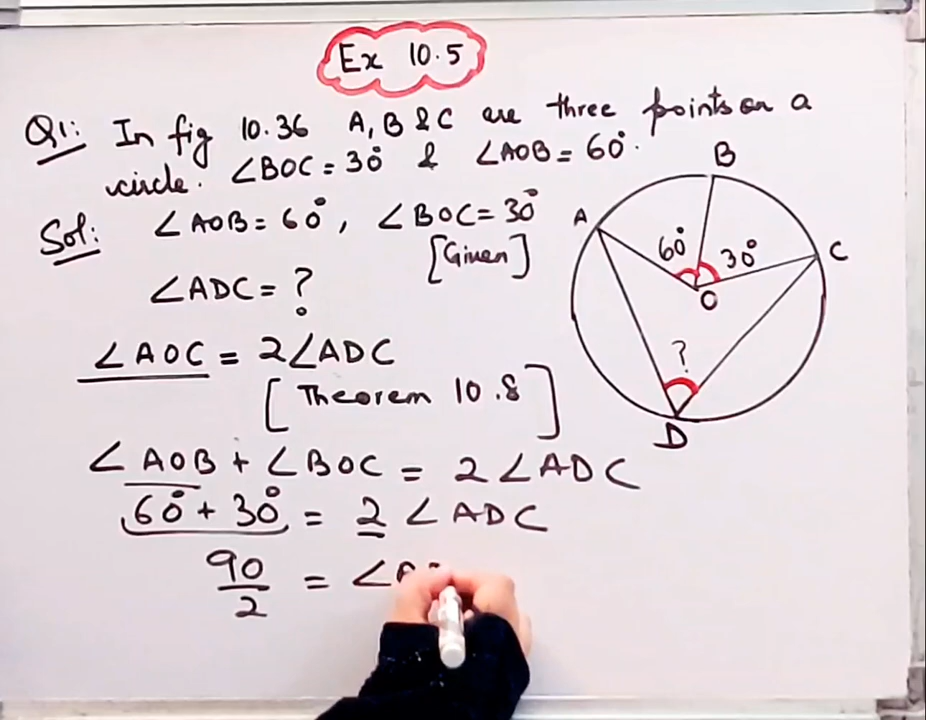 Ex 10.5
Q1: In fig 10.36 A, B & C are three points on a
circle. ∠BOC = 30° & ∠AOB = 60°.
Sol: ∠AOB = 60°, ∠BOC = 30°
[Given]
∠ADC = ?
∠AOC = 2∠ADC
[Theorem 10.8]
∠AOB + ∠BOC = 2∠ADC
60° + 30° = 2∠ADC
90/2 = ∠A
B
A
60° 30°
C
O
?
D